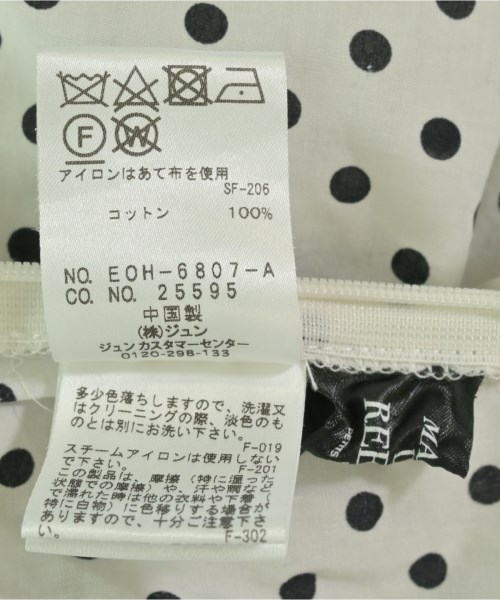 F W
アイロンはあて布を使用
SF-206
コットン 100%
NO. EOH-6807-A
CO. NO. 25595
中国製
(株)ジュン
ジュン カスタマーセンター
0120-298-133
多少色落ちしますので、洗濯又
はクリーニングの際、淡色のも
のとは別にお洗い下さい。
F-019
スチームアイロンは使用しない
で下さい。
F-201
この製品は、摩擦(特に湿った
状態での摩擦)や、汗や雨など
で濡れた時は他の衣料や下着(
特に白物)に色移りする場合が
ありますので、十分ご注意下さ
い。
F-302
MA
REI